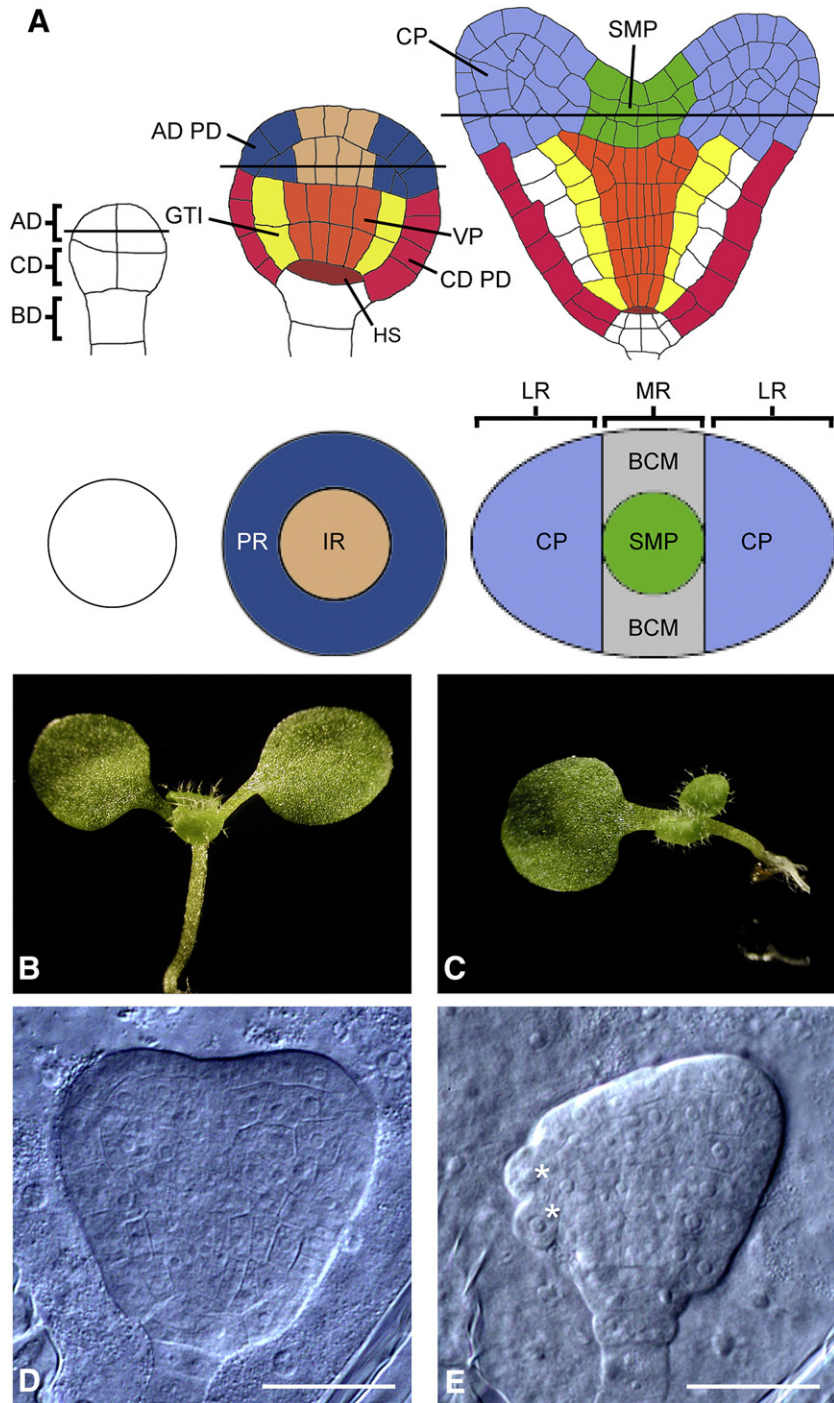 A
CP
SMP
AD PD
AD
GTI
VP
CD
CD PD
BD
HS
LR MR LR
BCM
PR IR CP SMP CP
BCM
B
C
D
*
*
E